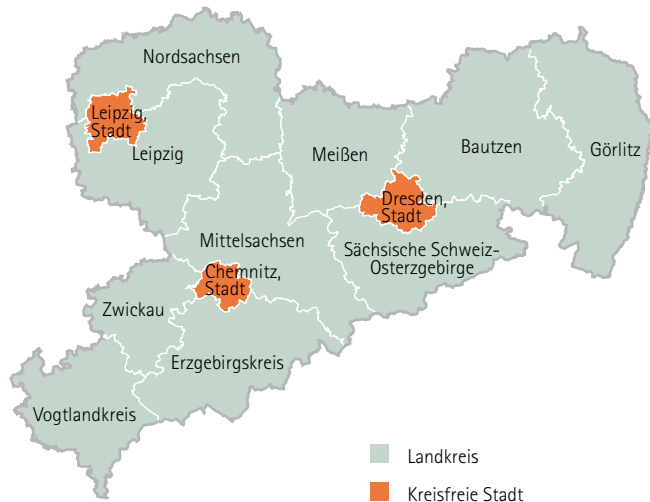 Nordsachsen
Leipzig,
Stadt
Leipzig
Meißen
Bautzen
Görlitz
Dresden,
Stadt
Mittelsachsen
Sächsische Schweiz-
Osterzgebirge
Chemnitz,
Stadt
Zwickau
Erzgebirgskreis
Vogtlandkreis
Landkreis
Kreisfreie Stadt